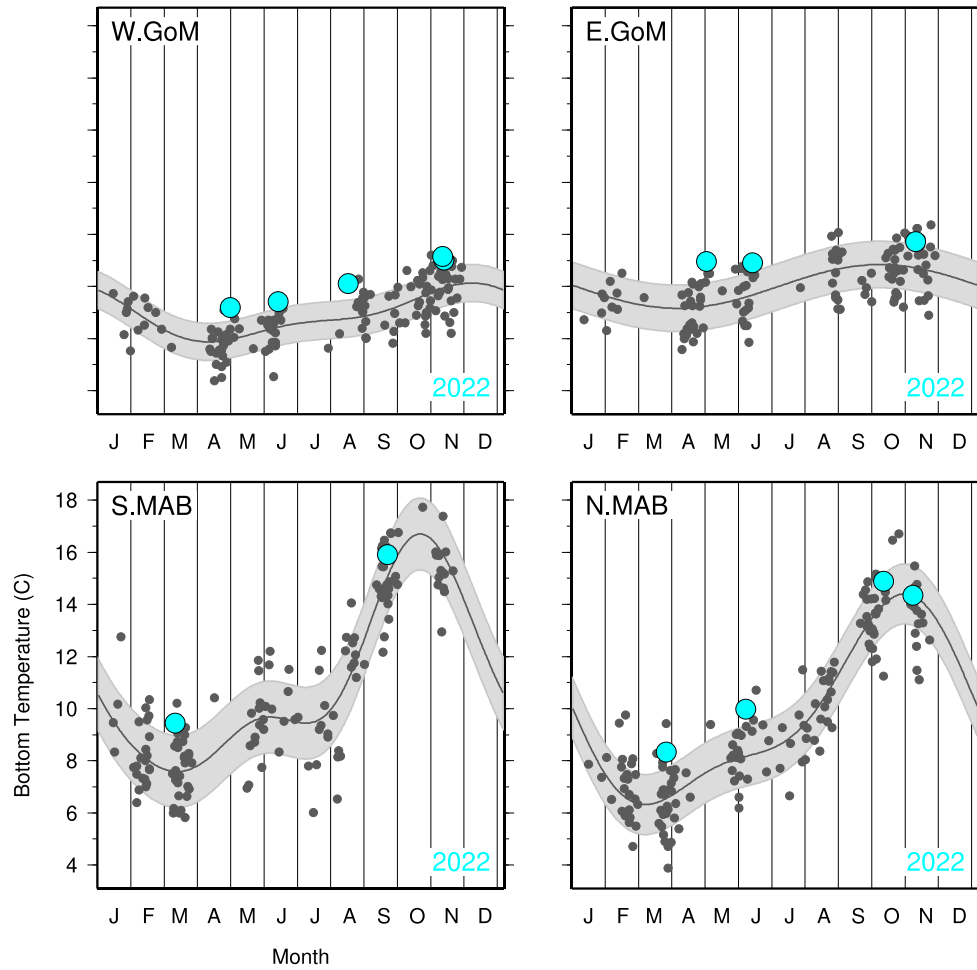 W.GoM
E.GoM
2022
2022
J F M A M J J A S O N D
J F M A M J J A S O N D
S.MAB
N.MAB
18
16
14
12
10
8
6
4
Bottom Temperature (C)
2022
2022
J F M A M J J A S O N D
J F M A M J J A S O N
Month